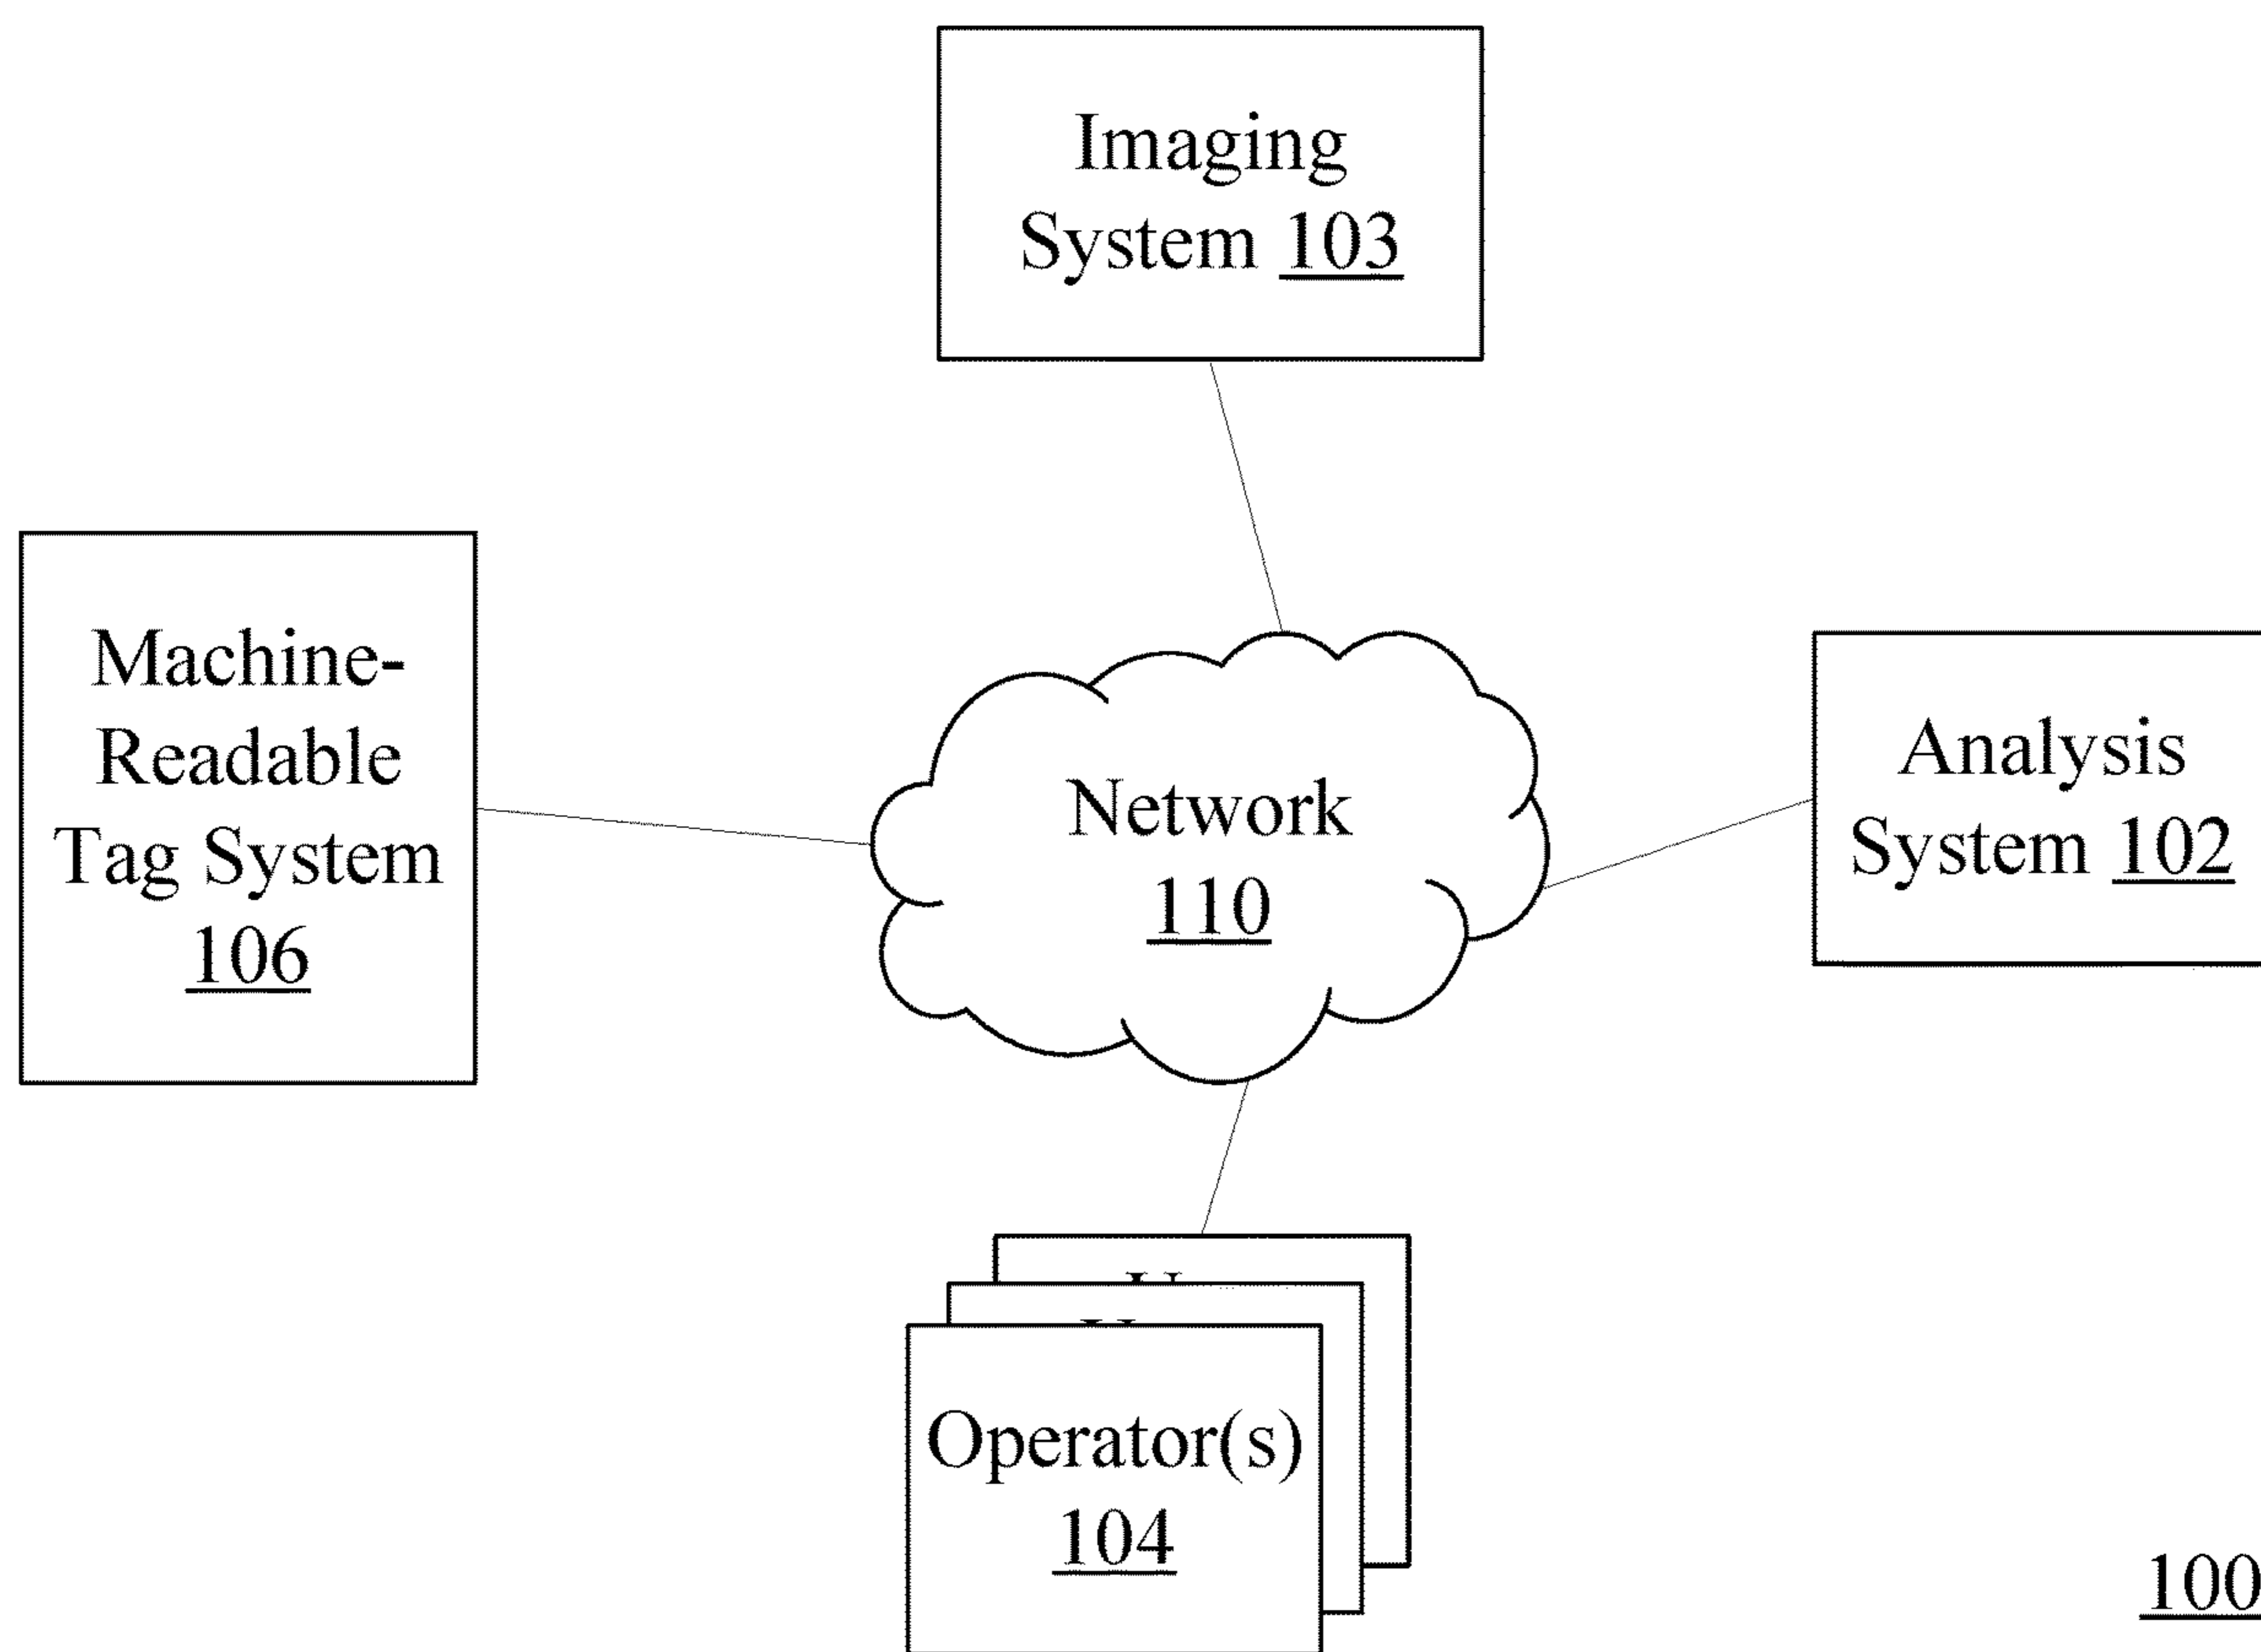 Imaging
System 103
Machine-
Readable
Tag System
106
Network
110
Analysis
System 102
Operator(s)
104
100